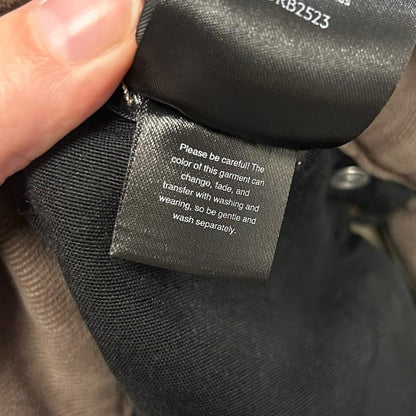 RB2523
Please be careful! The
color of this garment can
change, fade, and
transfer with washing and
wearing, so be gentle and
wash separately.